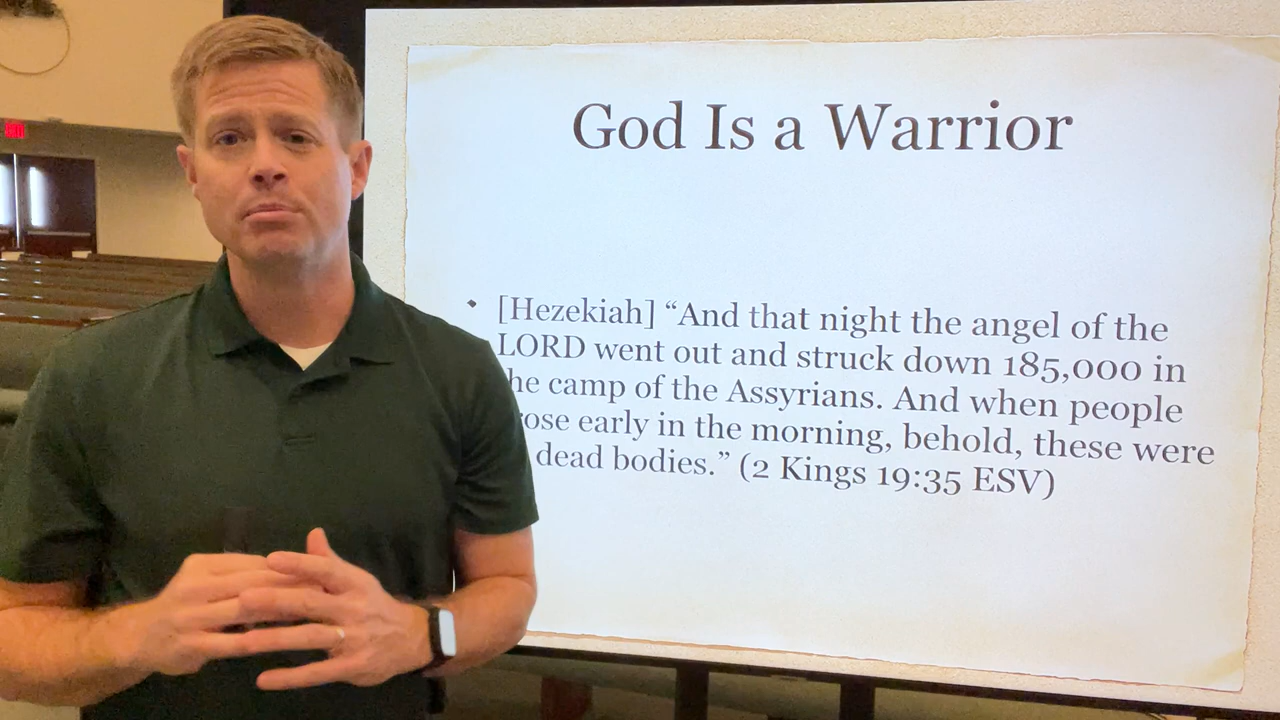 God Is a Warrior
• [Hezekiah] “And that night the angel of the
LORD went out and struck down 185,000 in
he camp of the Assyrians. And when people
rose early in the morning, behold, these were
dead bodies.” (2 Kings 19:35 ESV)